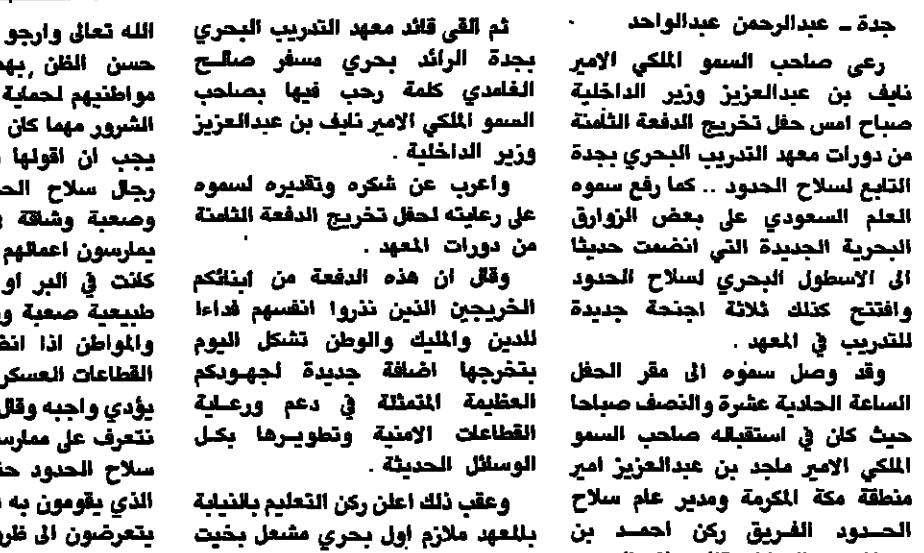 جدة ـ عبدالرحمن عبدالواحد
رعى صاحب السمو الملكي الامير
نايف بن عبدالعزيز وزير الداخلية
صباح امس حفل تخريج الدفعة الثامنة
من دورات معهد التدريب البحري بجدة
التابع لسلاح الحدود .. كما رفع سموه
العلم السعودي على بعض الزوارق
البحرية الجديدة التي انضمت حديثا
الى الاسطول البحري لسلاح الحدود
وافتتح كذلك ثلاثة اجنحة جديدة
للتدريب في المعهد .
وقد وصل سموه الى مقر الحفل
الساعة الحادية عشرة والنصف صباحا
حيث كان في استقباله صاحب السمو
الملكي الامير ماجد بن عبدالعزيز امير
منطقة مكة المكرمة ومدير عام سلاح
الحدود الفريق ركن احمد بن
ثم القى قائد معهد التدريب البحري
بجدة الرائد بحري مسفر صالح
الغامدي كلمة رحب فيها بصاحب
السمو الملكي الامير نايف بن عبدالعزيز
وزير الداخلية .
واعرب عن شكره وتقديره لسموه
على رعايته لحفل تخريج الدفعة الثامنة
من دورات المعهد .
وقال ان هذه الدفعة من ابنائكم
الخريجين الذين نذروا انفسهم فداءا
للدين والمليك والوطن تشكل اليوم
بتخرجها اضافة جديدة لجهودكم
العظيمة المتمثلة في دعم ورعاية
القطاعات الامنية وتطويرها بكل
الوسائل الحديثة .
وعقب ذلك اعلن ركن التعليم بالنيابة
بالمعهد ملازم اول بحري مشعل بخيت
الله تعالى وارجو
حسن الظن
مواطنيهم لحماية
الشرور مهما كان
يجب ان اقولها
رجال سلاح
وصعبة وشاقة
يمارسون اعمالهم
كانت في البر او
طبيعية صعبة
والمواطن اذا
القطاعات
يؤدي واجبه وقال
نتعرف على
سلاح الحدود
الذي يقومون به
يتعرضون الى